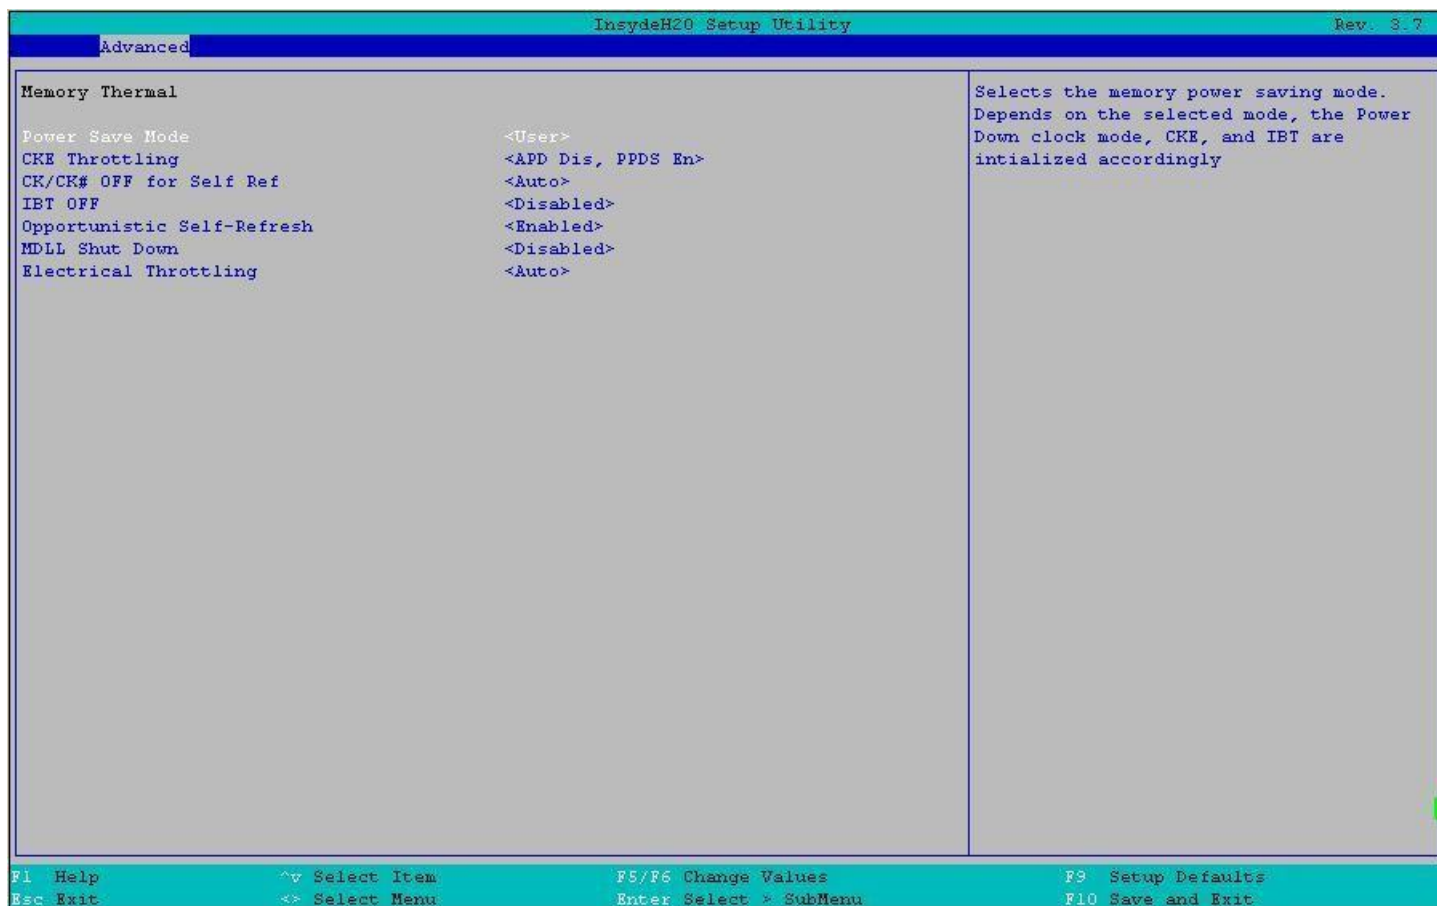 InsydeH20 Setup Utility Rev. 3.7
Advanced
Memory Thermal
Power Save Mode <User>
CKE Throttling <APD Dis, PPDS En>
CK/CK# OFF for Self Ref <Auto>
IBT OFF <Disabled>
Opportunistic Self-Refresh <Enabled>
MDLL Shut Down <Disabled>
Electrical Throttling <Auto>
Selects the memory power saving mode.
Depends on the selected mode, the Power
Down clock mode, CKE, and IBT are
intialized accordingly
F1 Help ^v Select Item F5/F6 Change Values F9 Setup Defaults
Esc Exit <> Select Menu Enter Select > SubMenu F10 Save and Exit